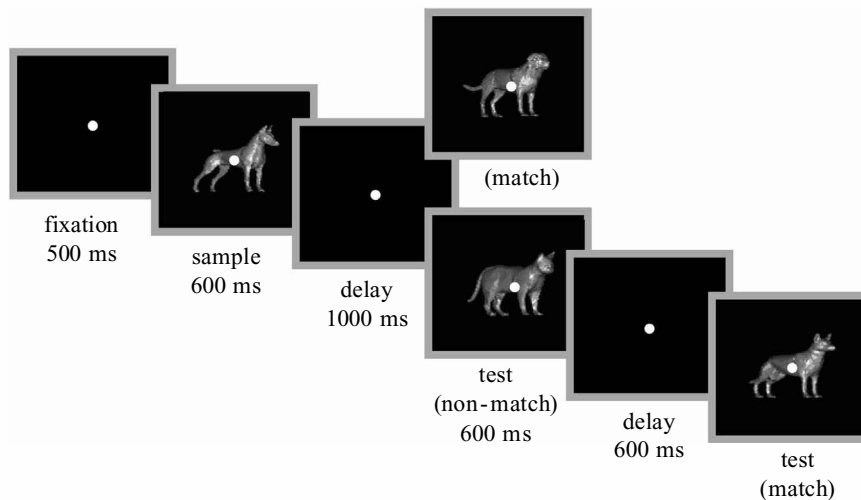 fixation
500 ms
sample
600 ms
delay
1000 ms
(match)
test
(non-match)
600 ms
delay
600 ms
test
(match)